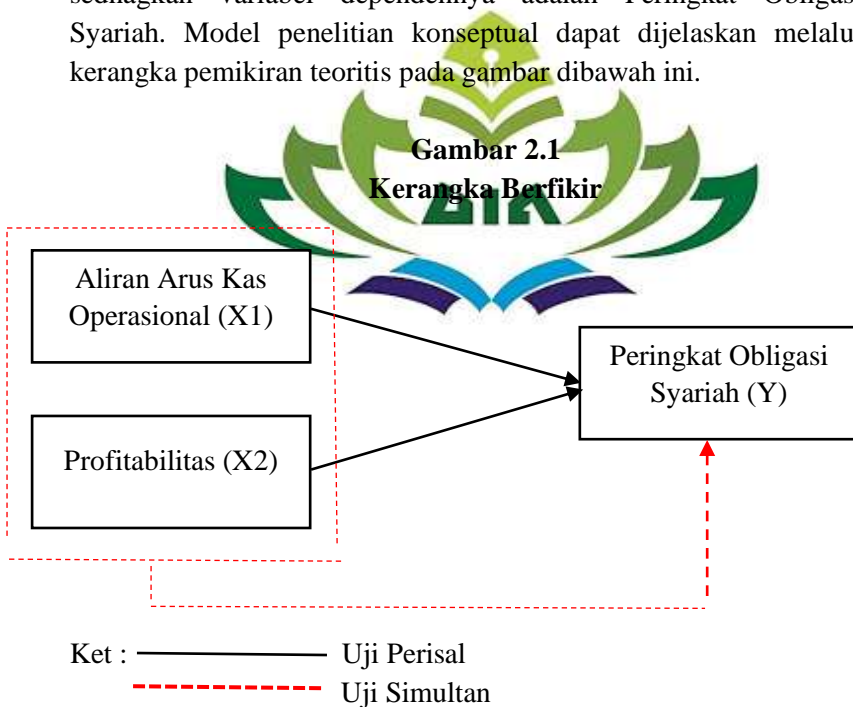 sednagkan variabel dependennya adalah Peringkat Obligas
Syariah. Model penelitian konseptual dapat dijelaskan melalu
kerangka pemikiran teoritis pada gambar dibawah ini.
Gambar 2.1
Kerangka Berfikir
Aliran Arus Kas
Operasional (X1)
Peringkat Obligasi
Syariah (Y)
Profitabilitas (X2)
Ket : Uji Perisal
Uji Simultan